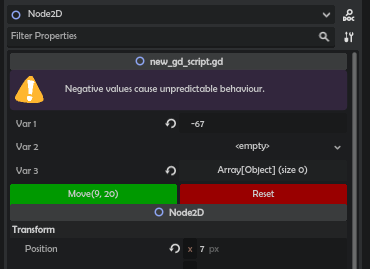 Node2D
DOC
Filter Properties
new_gd_script.gd
Negative values cause unpredictable behaviour.
Var 1 -67
Var 2 <empty>
Var 3 Array[Object] (size 0)
Move(9, 20) Reset
Node2D
Transform
Position x 7 px